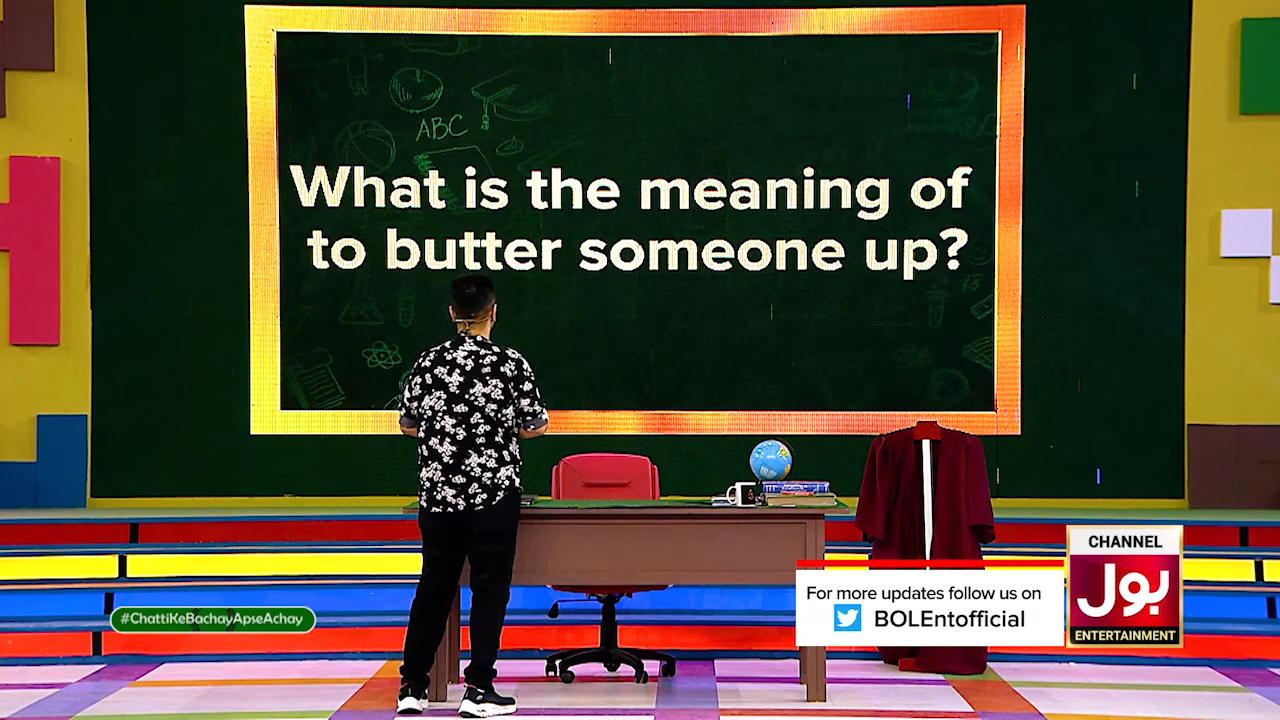 ABC
What is the meaning of
to butter someone up?
#ChattiKeBachayApseAchay
For more updates follow us on
BOLEntofficial
CHANNEL
بول
ENTERTAINMENT